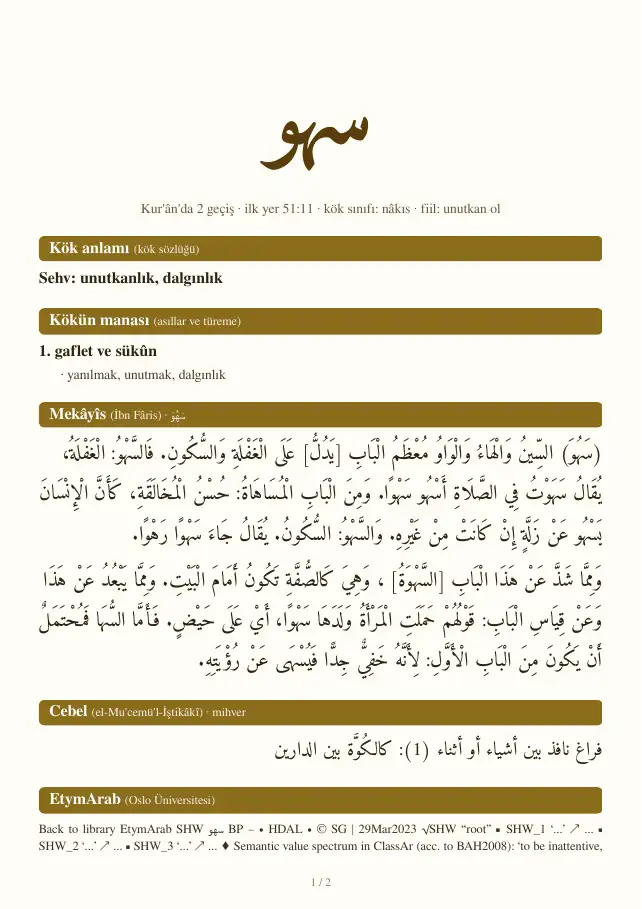 سهو
Kur'ân'da 2 geçiş · ilk yer 51:11 · kök sınıfı: nâkıs · fiil: unutkan ol
Kök anlamı (kök sözlüğü)
Sehv: unutkanlık, dalgınlık
Kökün manası (asıllar ve türeme)
1. gaflet ve sükûn
· yanılmak, unutmak, dalgınlık
Mekâyîs (İbn Fâris) · سَهُوَ
(سَهُوَ) السِّينُ وَالْهَاءُ وَالْوَاوُ مُعْظَمُ الْبَابِ [يَدُلُّ] عَلَى الْغَفْلَةِ وَالسُّكُونِ. فَالسَّهْوُ: الْغَفْلَةُ،
يُقَالُ سَهَوْتُ فِي الصَّلَاةِ أَسْهُو سَهْوًا. وَمِنَ الْبَابِ الْمُسَاهَاةُ: حُسْنُ الْمُخَالَقَةِ، كَأَنَّ الْإِنْسَانَ
يَسْهُو عَنْ زَلَّةٍ إِنْ كَانَتْ مِنْ غَيْرِهِ. وَالسَّهْوُ: السُّكُونُ. يُقَالُ جَاءَ سَهْوًا رَهْوًا.
وَمِمَّا شَذَّ عَنْ هَذَا الْبَابِ [السَّهْوَةُ] ، وَهِيَ كَالصُّفَّةِ تَكُونُ أَمَامَ الْبَيْتِ. وَمِمَّا يَبْعُدُ عَنْ هَذَا
وَعَنْ قِيَاسِ الْبَابِ: قَوْلُهُمْ حَمَلَتِ الْمَرْأَةُ وَلَدَهَا سَهْوًا، أَيْ عَلَى حَيْضٍ. فَأَمَّا السُّهَا فَمُحْتَمَلٌ
أَنْ يَكُونَ مِنَ الْبَابِ الْأَوَّلِ: لِأَنَّهُ خَفِيٌّ جِدًّا فَيُسْهَى عَنْ رُؤْيَتِهِ.
Cebel (el-Mu'cemü'l-İştikâkî) · mihver
فراغ نافذ بين أشياء أو أثناء (1): كالكُوَّة بين الدارين
EtymArab (Oslo Üniversitesi)
Back to library EtymArab SHW سهو BP – • HDAL • © SG | 29Mar2023 √SHW “root” ▪ SHW_1 ‘...’ ↗ ... ▪
SHW_2 ‘...’ ↗ ... ▪ SHW_3 ‘...’ ↗ ... ♦ Semantic value spectrum in ClassAr (acc. to BAH2008): ‘to be inattentive,
1 / 2